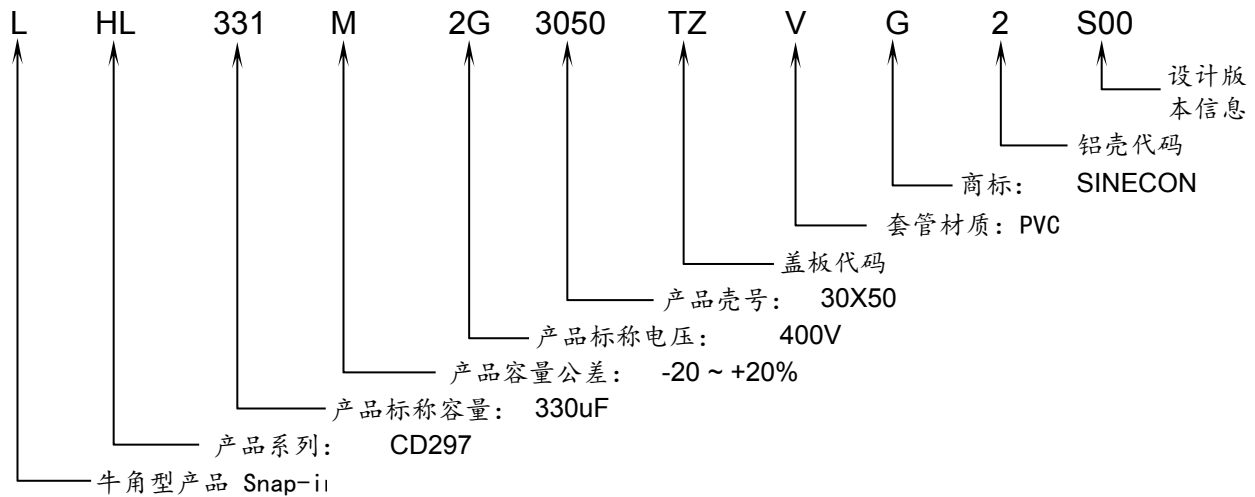 L HL 331 M 2G 3050 TZ V G 2 S00
设计版
本信息
铝壳代码
商标： SINECON
套管材质：PVC
盖板代码
产品壳号： 30X50
产品标称电压： 400V
产品容量公差： -20 ~ +20%
产品标称容量： 330uF
产品系列： CD297
牛角型产品